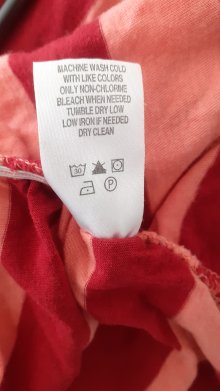 MACHINE WASH COLD
WITH LIKE COLORS
ONLY NON-CHLORINE
BLEACH WHEN NEEDED
TUMBLE DRY LOW
LOW IRON IF NEEDED
DRY CLEAN
30
P